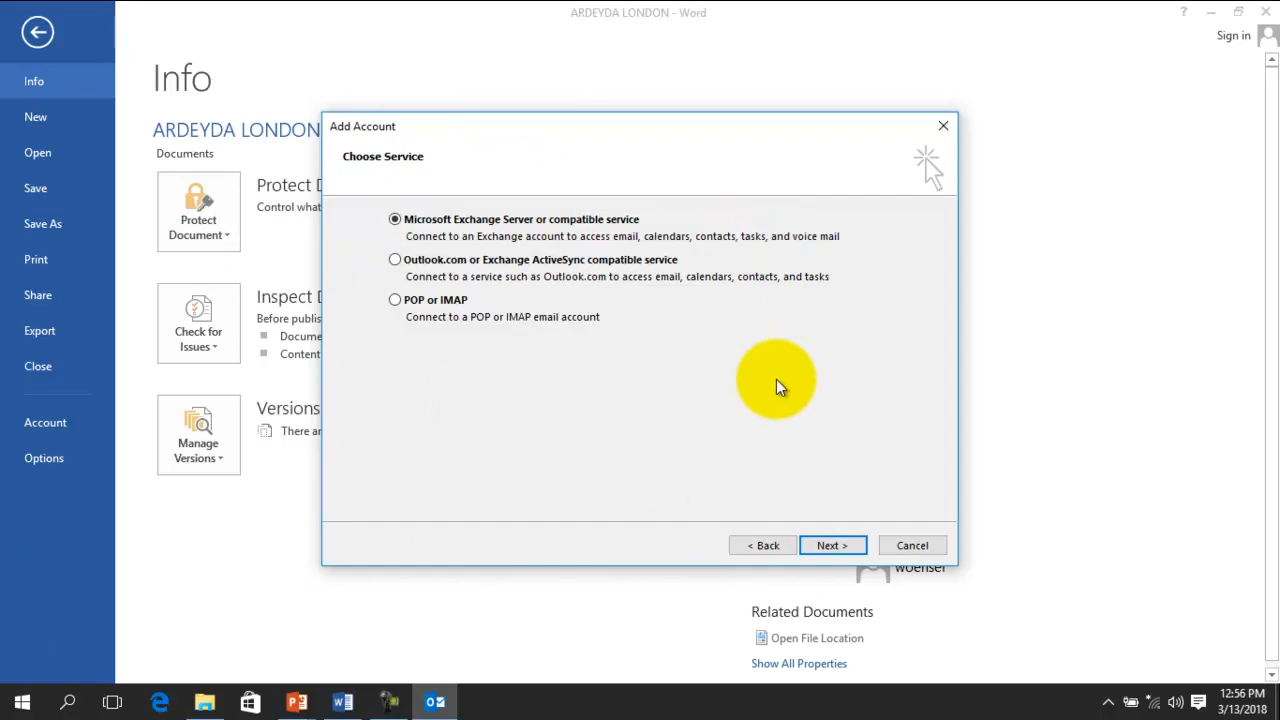 ARDEYDA LONDON - Word
Sign in
Info
New
Open
Save
Save As
Print
Share
Export
Close
Account
Options
Info
ARDEYDA LONDON
Documents
Protect
Document
Protect D
Control what
Check for
Issues
Inspect D
Before publis
Docume
Content
Manage
Versions
Versions
There ar
Add Account
Choose Service
Microsoft Exchange Server or compatible service
Connect to an Exchange account to access email, calendars, contacts, tasks, and voice mail
Outlook.com or Exchange ActiveSync compatible service
Connect to a service such as Outlook.com to access email, calendars, contacts, and tasks
POP or IMAP
Connect to a POP or IMAP email account
< Back
Next >
Cancel
woensel
Related Documents
Open File Location
Show All Properties
12:56 PM
3/13/2018